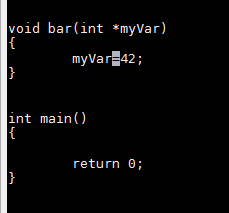 void bar(int *myVar)
{
        myVar=42;
}
int main()
{
        return 0;
}